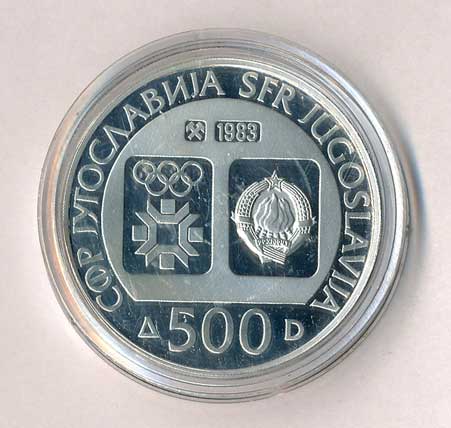 СФР ЈУГОСЛАВИЈА SFR JUGOSLAVIJA
1983
Д 500 D